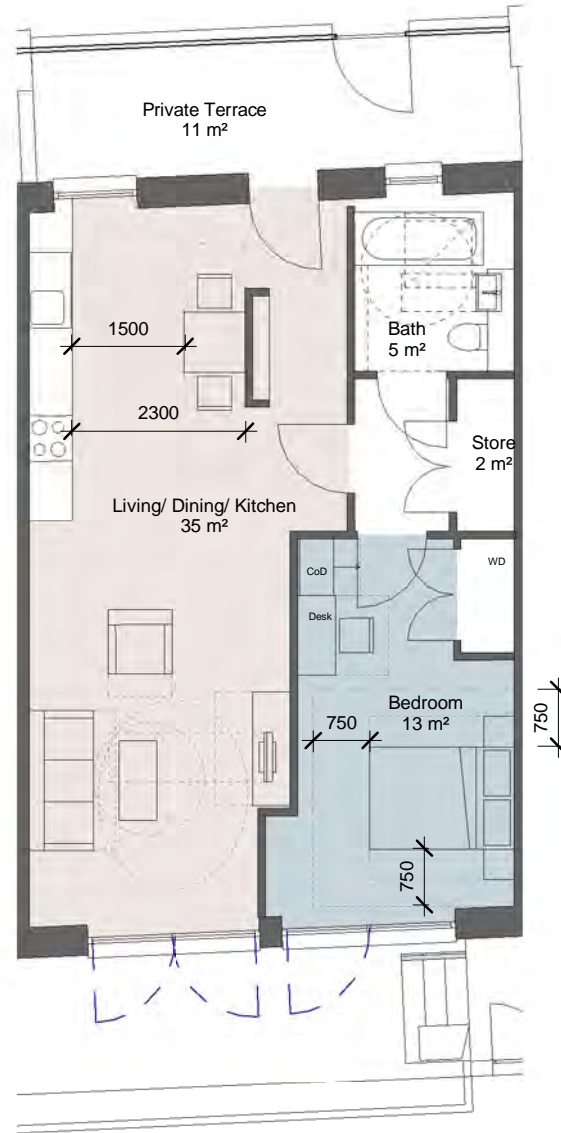 Private Terrace
11 m²
1500
Bath
5 m²
2300
Store
2 m²
Living/ Dining/ Kitchen
35 m²
WD
CoD
Desk
Bedroom
13 m²
750
750
750